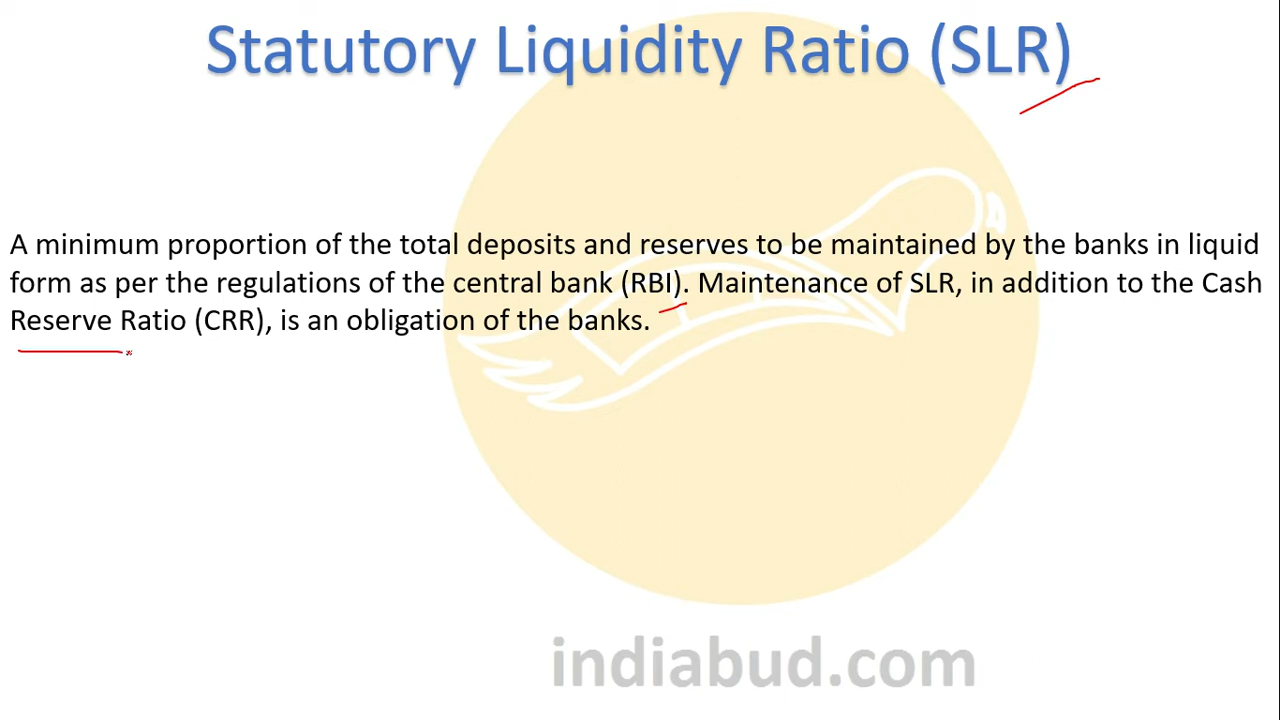 Statutory Liquidity Ratio (SLR)
A minimum proportion of the total deposits and reserves to be maintained by the banks in liquid
form as per the regulations of the central bank (RBI). Maintenance of SLR, in addition to the Cash
Reserve Ratio (CRR), is an obligation of the banks.
indiabud.com